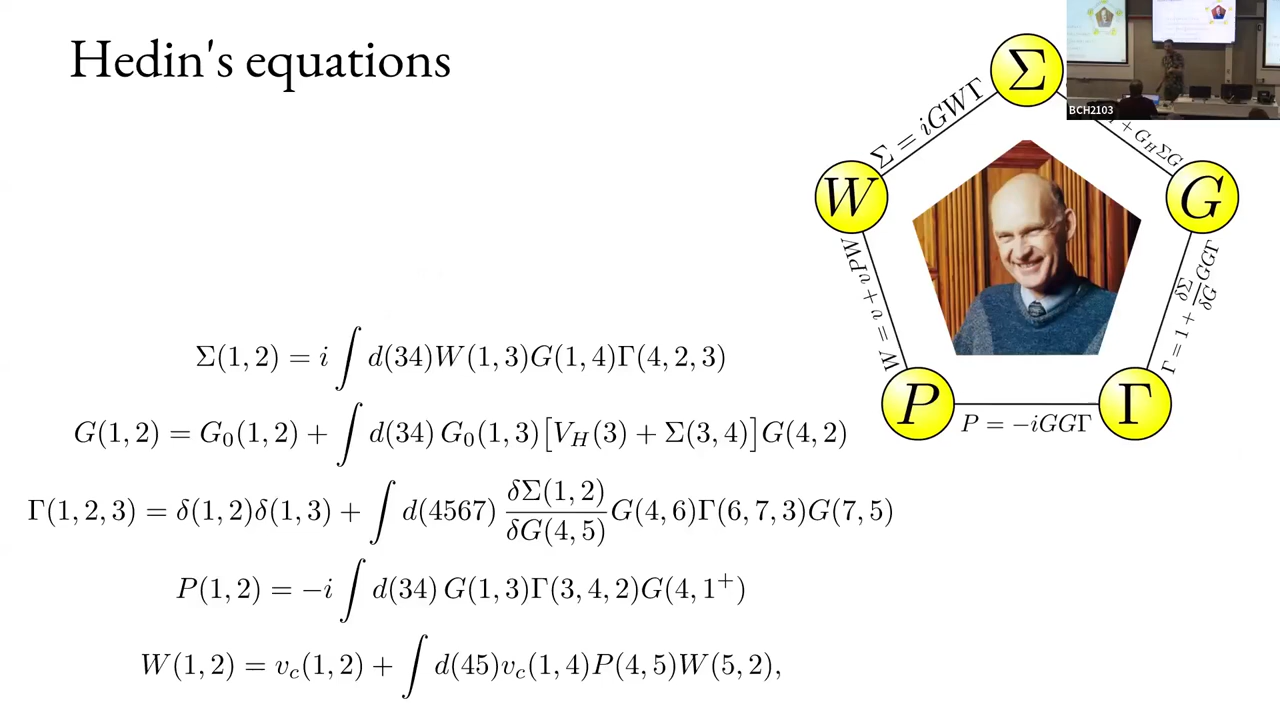 Hedin's equations
BCH2103
Σ
Σ = iGWΓ
+ G_HΣG
W
G
W = v + vPW
Γ = 1 + \frac{δΣ}{δG}GGΓ
P
P = −iGGΓ
Γ
Σ(1, 2) = i ∫ d(34)W(1, 3)G(1, 4)Γ(4, 2, 3)
G(1, 2) = G₀(1, 2) + ∫ d(34) G₀(1, 3)[V_H(3) + Σ(3, 4)]G(4, 2)
Γ(1, 2, 3) = δ(1, 2)δ(1, 3) + ∫ d(4567) \frac{δΣ(1, 2)}{δG(4, 5)}G(4, 6)Γ(6, 7, 3)G(7, 5)
P(1, 2) = −i ∫ d(34) G(1, 3)Γ(3, 4, 2)G(4, 1⁺)
W(1, 2) = v_c(1, 2) + ∫ d(45)v_c(1, 4)P(4, 5)W(5, 2),